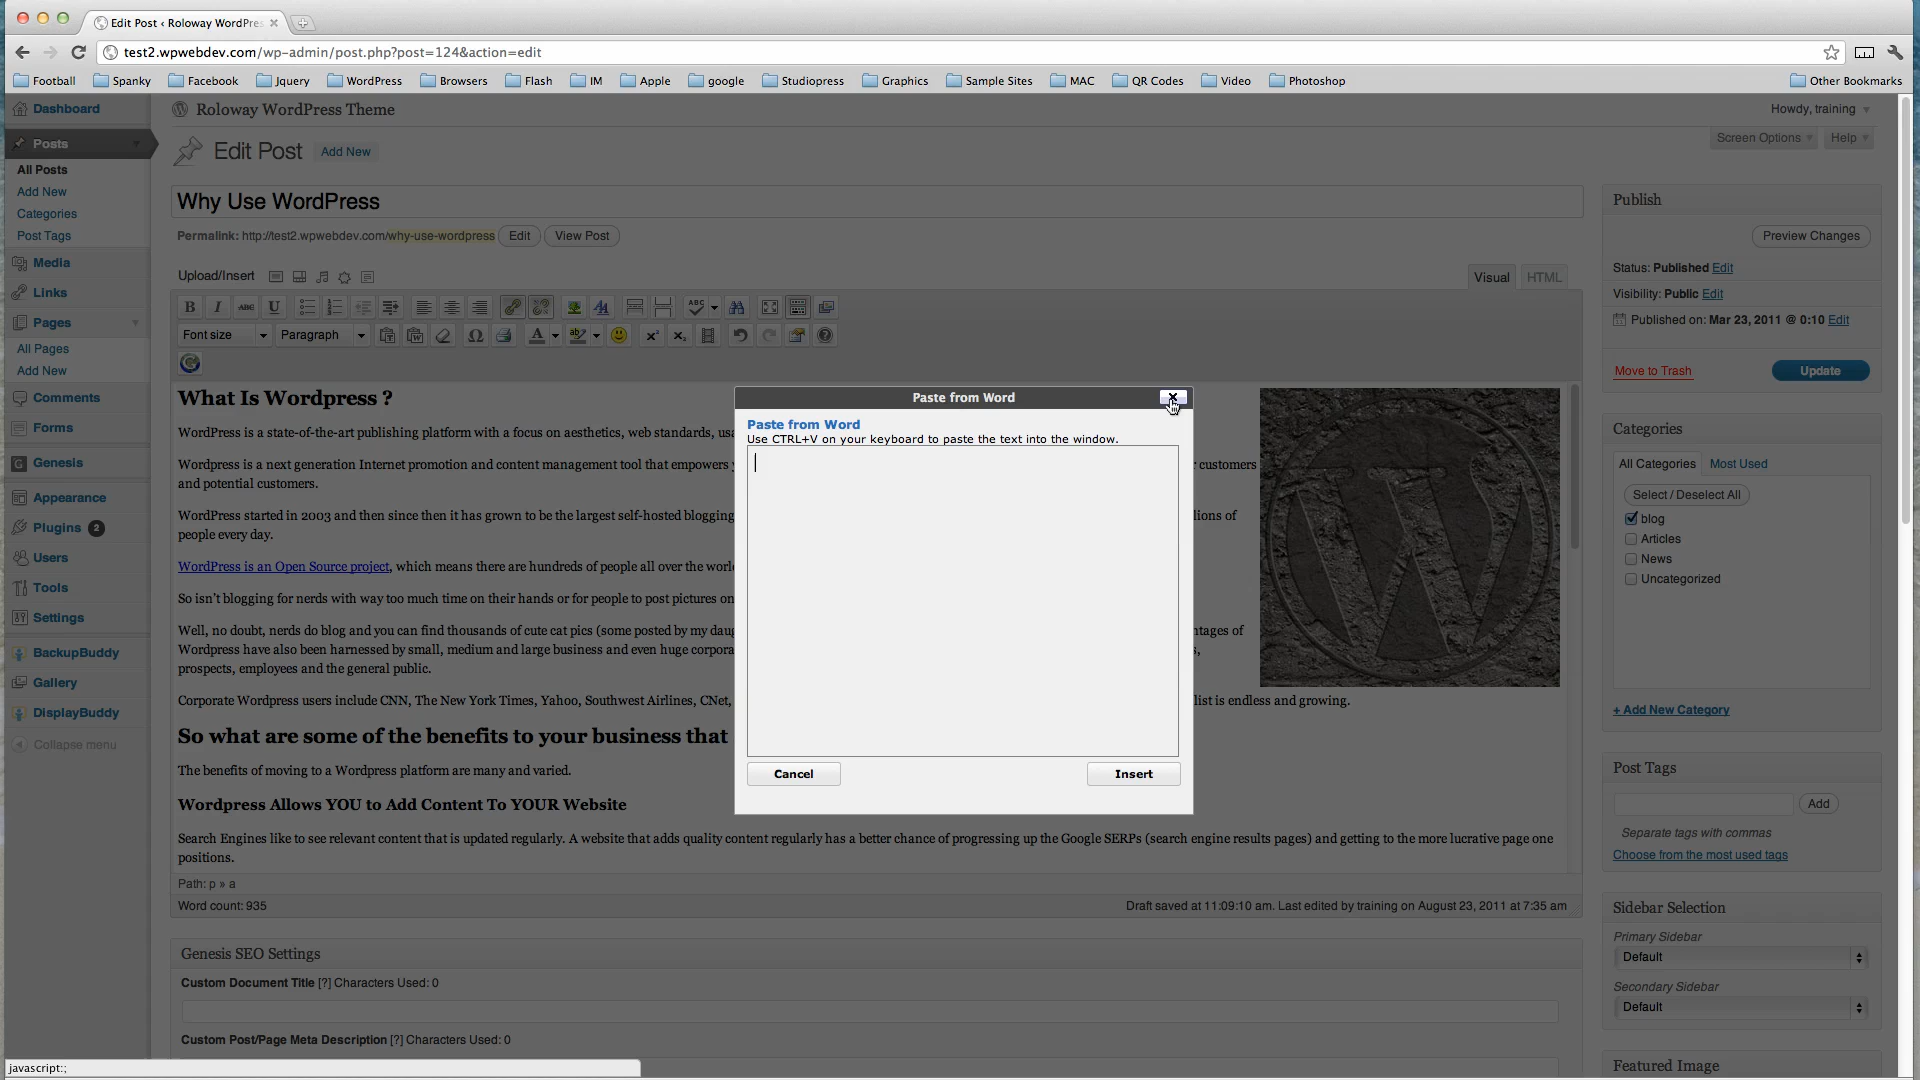 Edit Post ‹ Roloway WordPres
test2.wpwebdev.com/wp-admin/post.php?post=124&action=edit
Football Spanky Facebook Jquery WordPress Browsers Flash IM Apple google Studiopress Graphics Sample Sites MAC QR Codes Video Photoshop Other Bookmarks
Dashboard
Posts
All Posts
Add New
Categories
Post Tags
Media
Links
Pages
All Pages
Add New
Comments
Forms
Genesis
Appearance
Plugins 2
Users
Tools
Settings
BackupBuddy
Gallery
DisplayBuddy
Collapse menu
Roloway WordPress Theme
Howdy, training
Screen Options Help
Edit Post Add New
Why Use WordPress
Permalink: http://test2.wpwebdev.com/why-use-wordpress Edit View Post
Upload/Insert
Visual HTML
B I ABC U
ABC
Font size Paragraph
What Is Wordpress ?
WordPress is a state-of-the-art publishing platform with a focus on aesthetics, web standards, usa
Wordpress is a next generation Internet promotion and content management tool that empowers y
r customers
and potential customers.
WordPress started in 2003 and then since then it has grown to be the largest self-hosted blogging
lions of
people every day.
WordPress is an Open Source project, which means there are hundreds of people all over the worl
So isn't blogging for nerds with way too much time on their hands or for people to post pictures on
Well, no doubt, nerds do blog and you can find thousands of cute cat pics (some posted by my daug
ntages of
Wordpress have also been harnessed by small, medium and large business and even huge corpora
s,
prospects, employees and the general public.
Corporate Wordpress users include CNN, The New York Times, Yahoo, Southwest Airlines, CNet,
list is endless and growing.
So what are some of the benefits to your business that
The benefits of moving to a Wordpress platform are many and varied.
Wordpress Allows YOU to Add Content To YOUR Website
Search Engines like to see relevant content that is updated regularly. A website that adds quality content regularly has a better chance of progressing up the Google SERPs (search engine results pages) and getting to the more lucrative page one
positions.
Path: p » a
Word count: 935
Draft saved at 11:09:10 am. Last edited by training on August 23, 2011 at 7:35 am
Genesis SEO Settings
Custom Document Title [?] Characters Used: 0
Custom Post/Page Meta Description [?] Characters Used: 0
Paste from Word
Paste from Word
Use CTRL+V on your keyboard to paste the text into the window.
Cancel Insert
Publish
Preview Changes
Status: Published Edit
Visibility: Public Edit
Published on: Mar 23, 2011 @ 0:10 Edit
Move to Trash Update
Categories
All Categories Most Used
Select / Deselect All
blog
Articles
News
Uncategorized
+ Add New Category
Post Tags
Add
Separate tags with commas
Choose from the most used tags
Sidebar Selection
Primary Sidebar
Default
Secondary Sidebar
Default
Featured Image
javascript:;